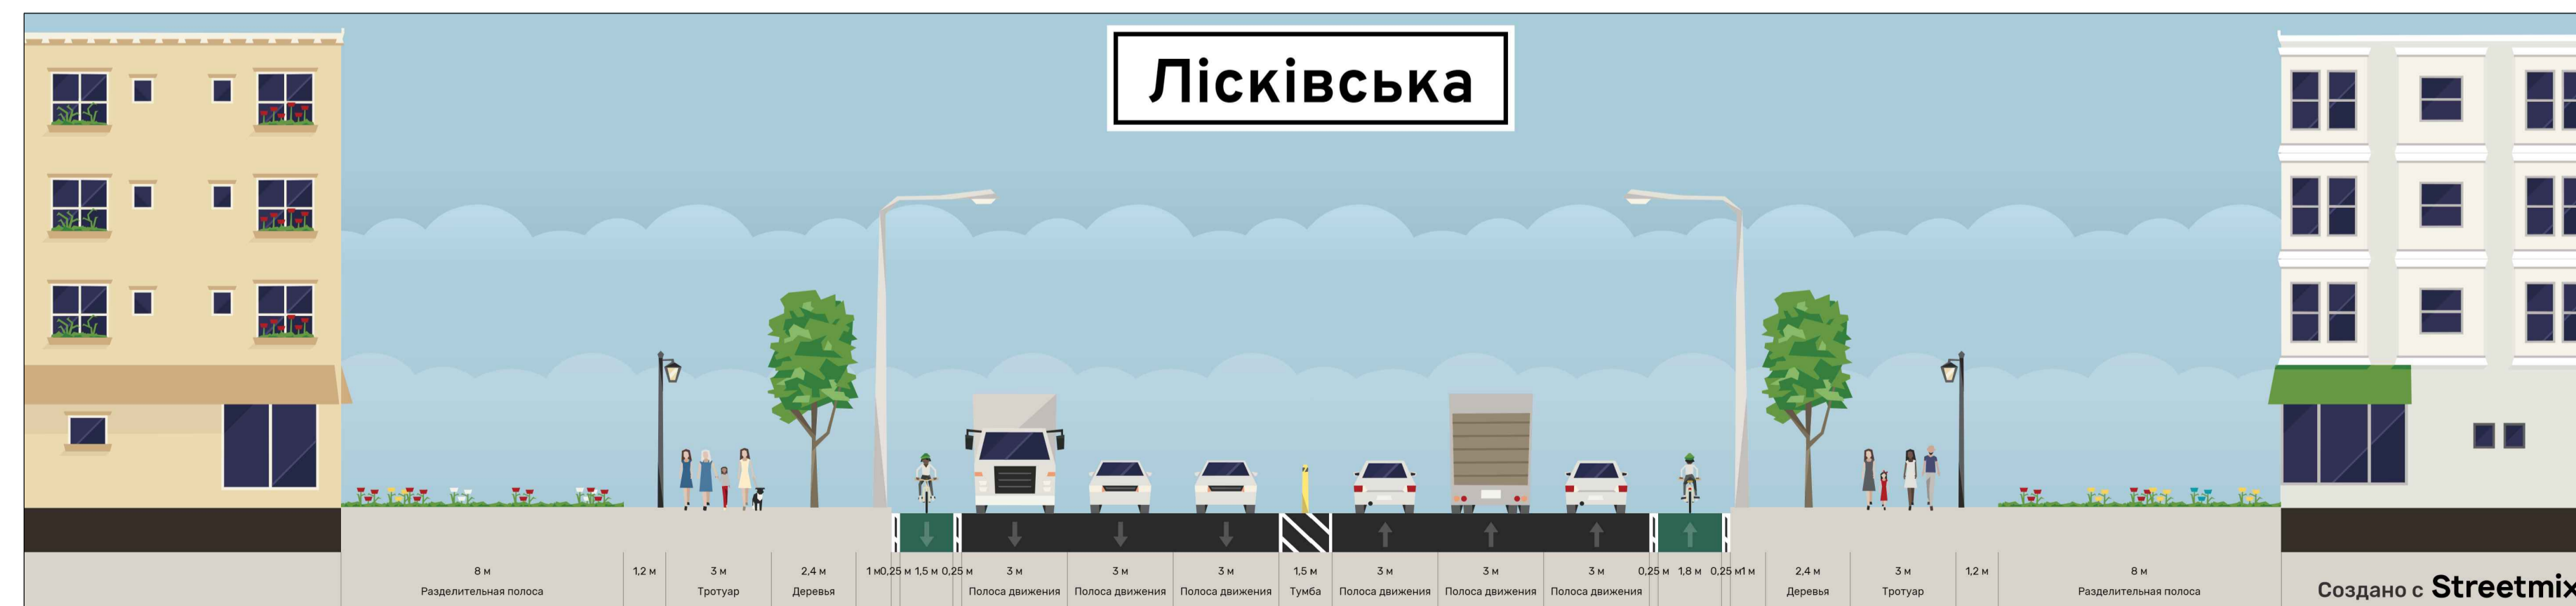 Лісківська
8 м 1,2 м 3 м 2,4 м 1 м 0,25 м 1,5 м 0,25 м 3 м 3 м 3 м 1,5 м 3 м 3 м 3 м 0,25 м 1,8 м 0,25 м 1 м 2,4 м 3 м 1,2 м 8 м
Разделительная полоса Тротуар Деревья Полоса движения Полоса движения Полоса движения Тумба Полоса движения Полоса движения Полоса движения Деревья Тротуар Разделительная полоса
Создано с Streetmix